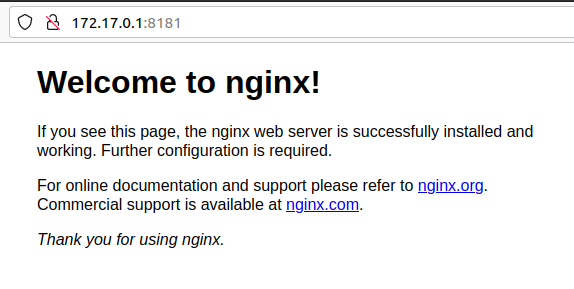 172.17.0.1:8181
Welcome to nginx!
If you see this page, the nginx web server is successfully installed and
working. Further configuration is required.
For online documentation and support please refer to nginx.org.
Commercial support is available at nginx.com.
Thank you for using nginx.